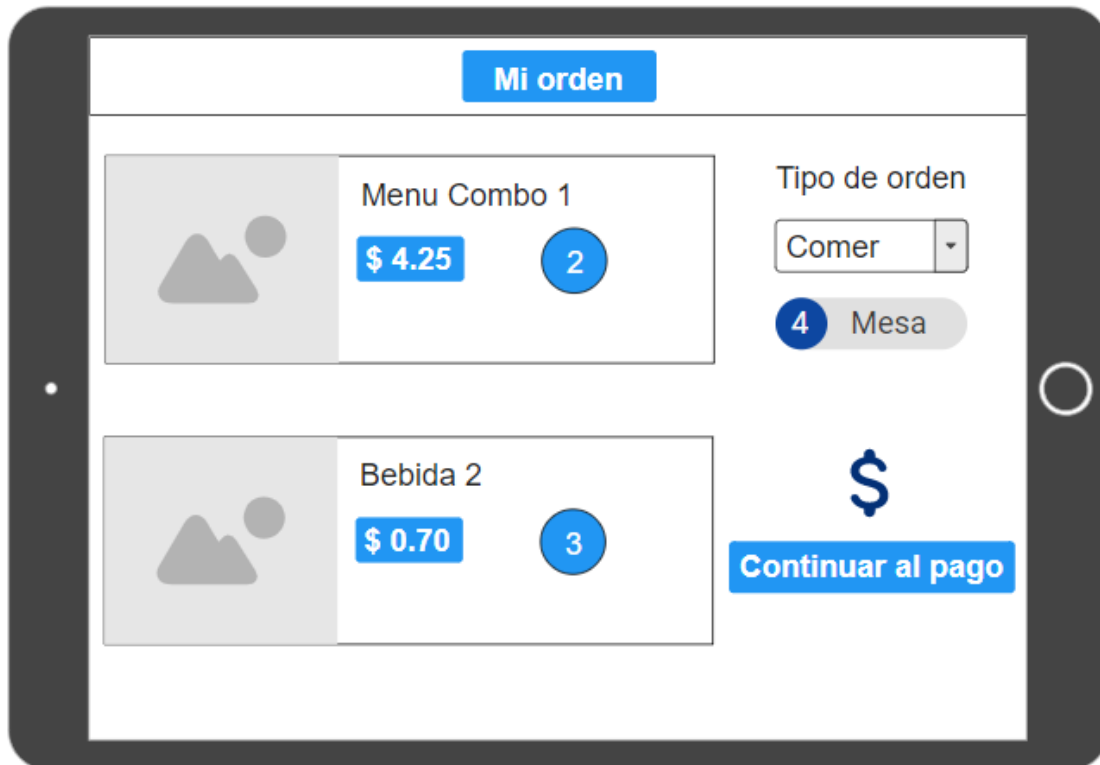 Mi orden
Menu Combo 1
$ 4.25
2
Tipo de orden
Comer
4 Mesa
Bebida 2
$ 0.70
3
$
Continuar al pago